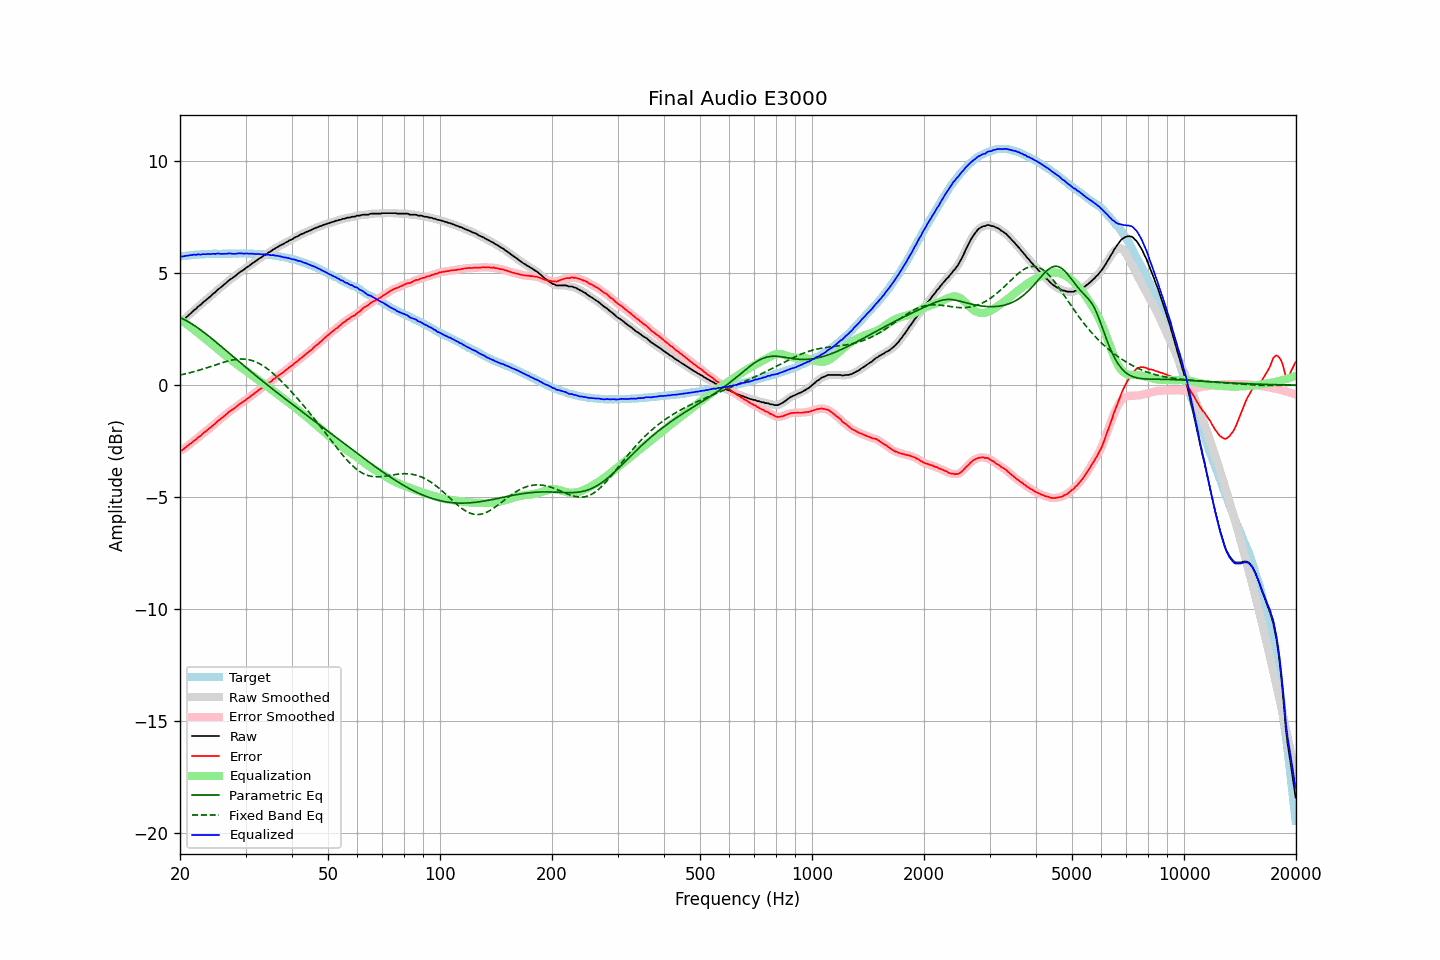 Final Audio E3000
Amplitude (dBr)
10
5
0
−5
−10
−15
−20
Target
Raw Smoothed
Error Smoothed
Raw
Error
Equalization
Parametric Eq
Fixed Band Eq
Equalized
20 50 100 200 500 1000 2000 5000 10000 20000
Frequency (Hz)